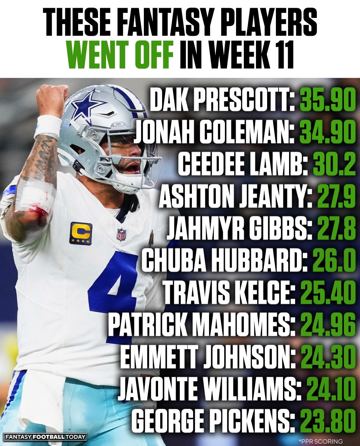 THESE FANTASY PLAYERS
WENT OFF IN WEEK 11
DAK PRESCOTT: 35.90
JONAH COLEMAN: 34.90
CEEDEE LAMB: 30.2
ASHTON JEANTY: 27.9
JAHMYR GIBBS: 27.8
CHUBA HUBBARD: 26.0
TRAVIS KELCE: 25.40
PATRICK MAHOMES: 24.96
EMMETT JOHNSON: 24.30
JAVONTE WILLIAMS: 24.10
GEORGE PICKENS: 23.80
C
4
FANTASY FOOTBALL TODAY
*PPR SCORING